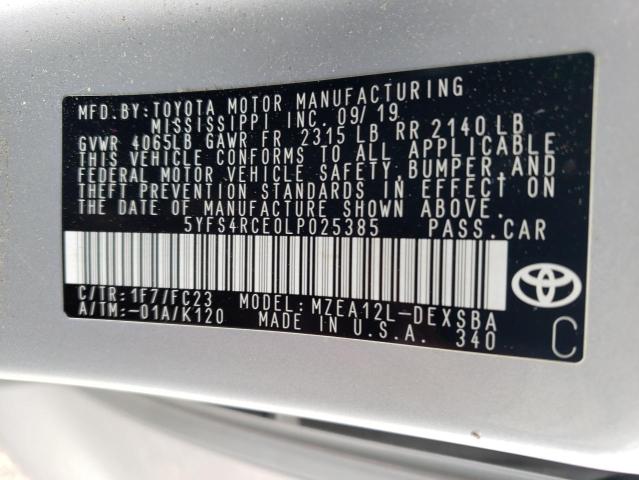 MFD.BY:TOYOTA MOTOR MANUFACTURING
MISSISSIPPI INC. 09/19
GVWR 4065LB GAWR FR 2315 LB RR 2140 LB
THIS VEHICLE CONFORMS TO ALL APPLICABLE
FEDERAL MOTOR VEHICLE SAFETY,BUMPER,AND
THEFT PREVENTION STANDARDS IN EFFECT ON
THE DATE OF MANUFACTURE SHOWN ABOVE.
5YFS4RCE0LP025385 PASS.CAR
C/TR:1F7/FC23 MODEL:MZEA12L-DEXSBA
A/TM:-01A/K120 MADE IN U.S.A. 340
C